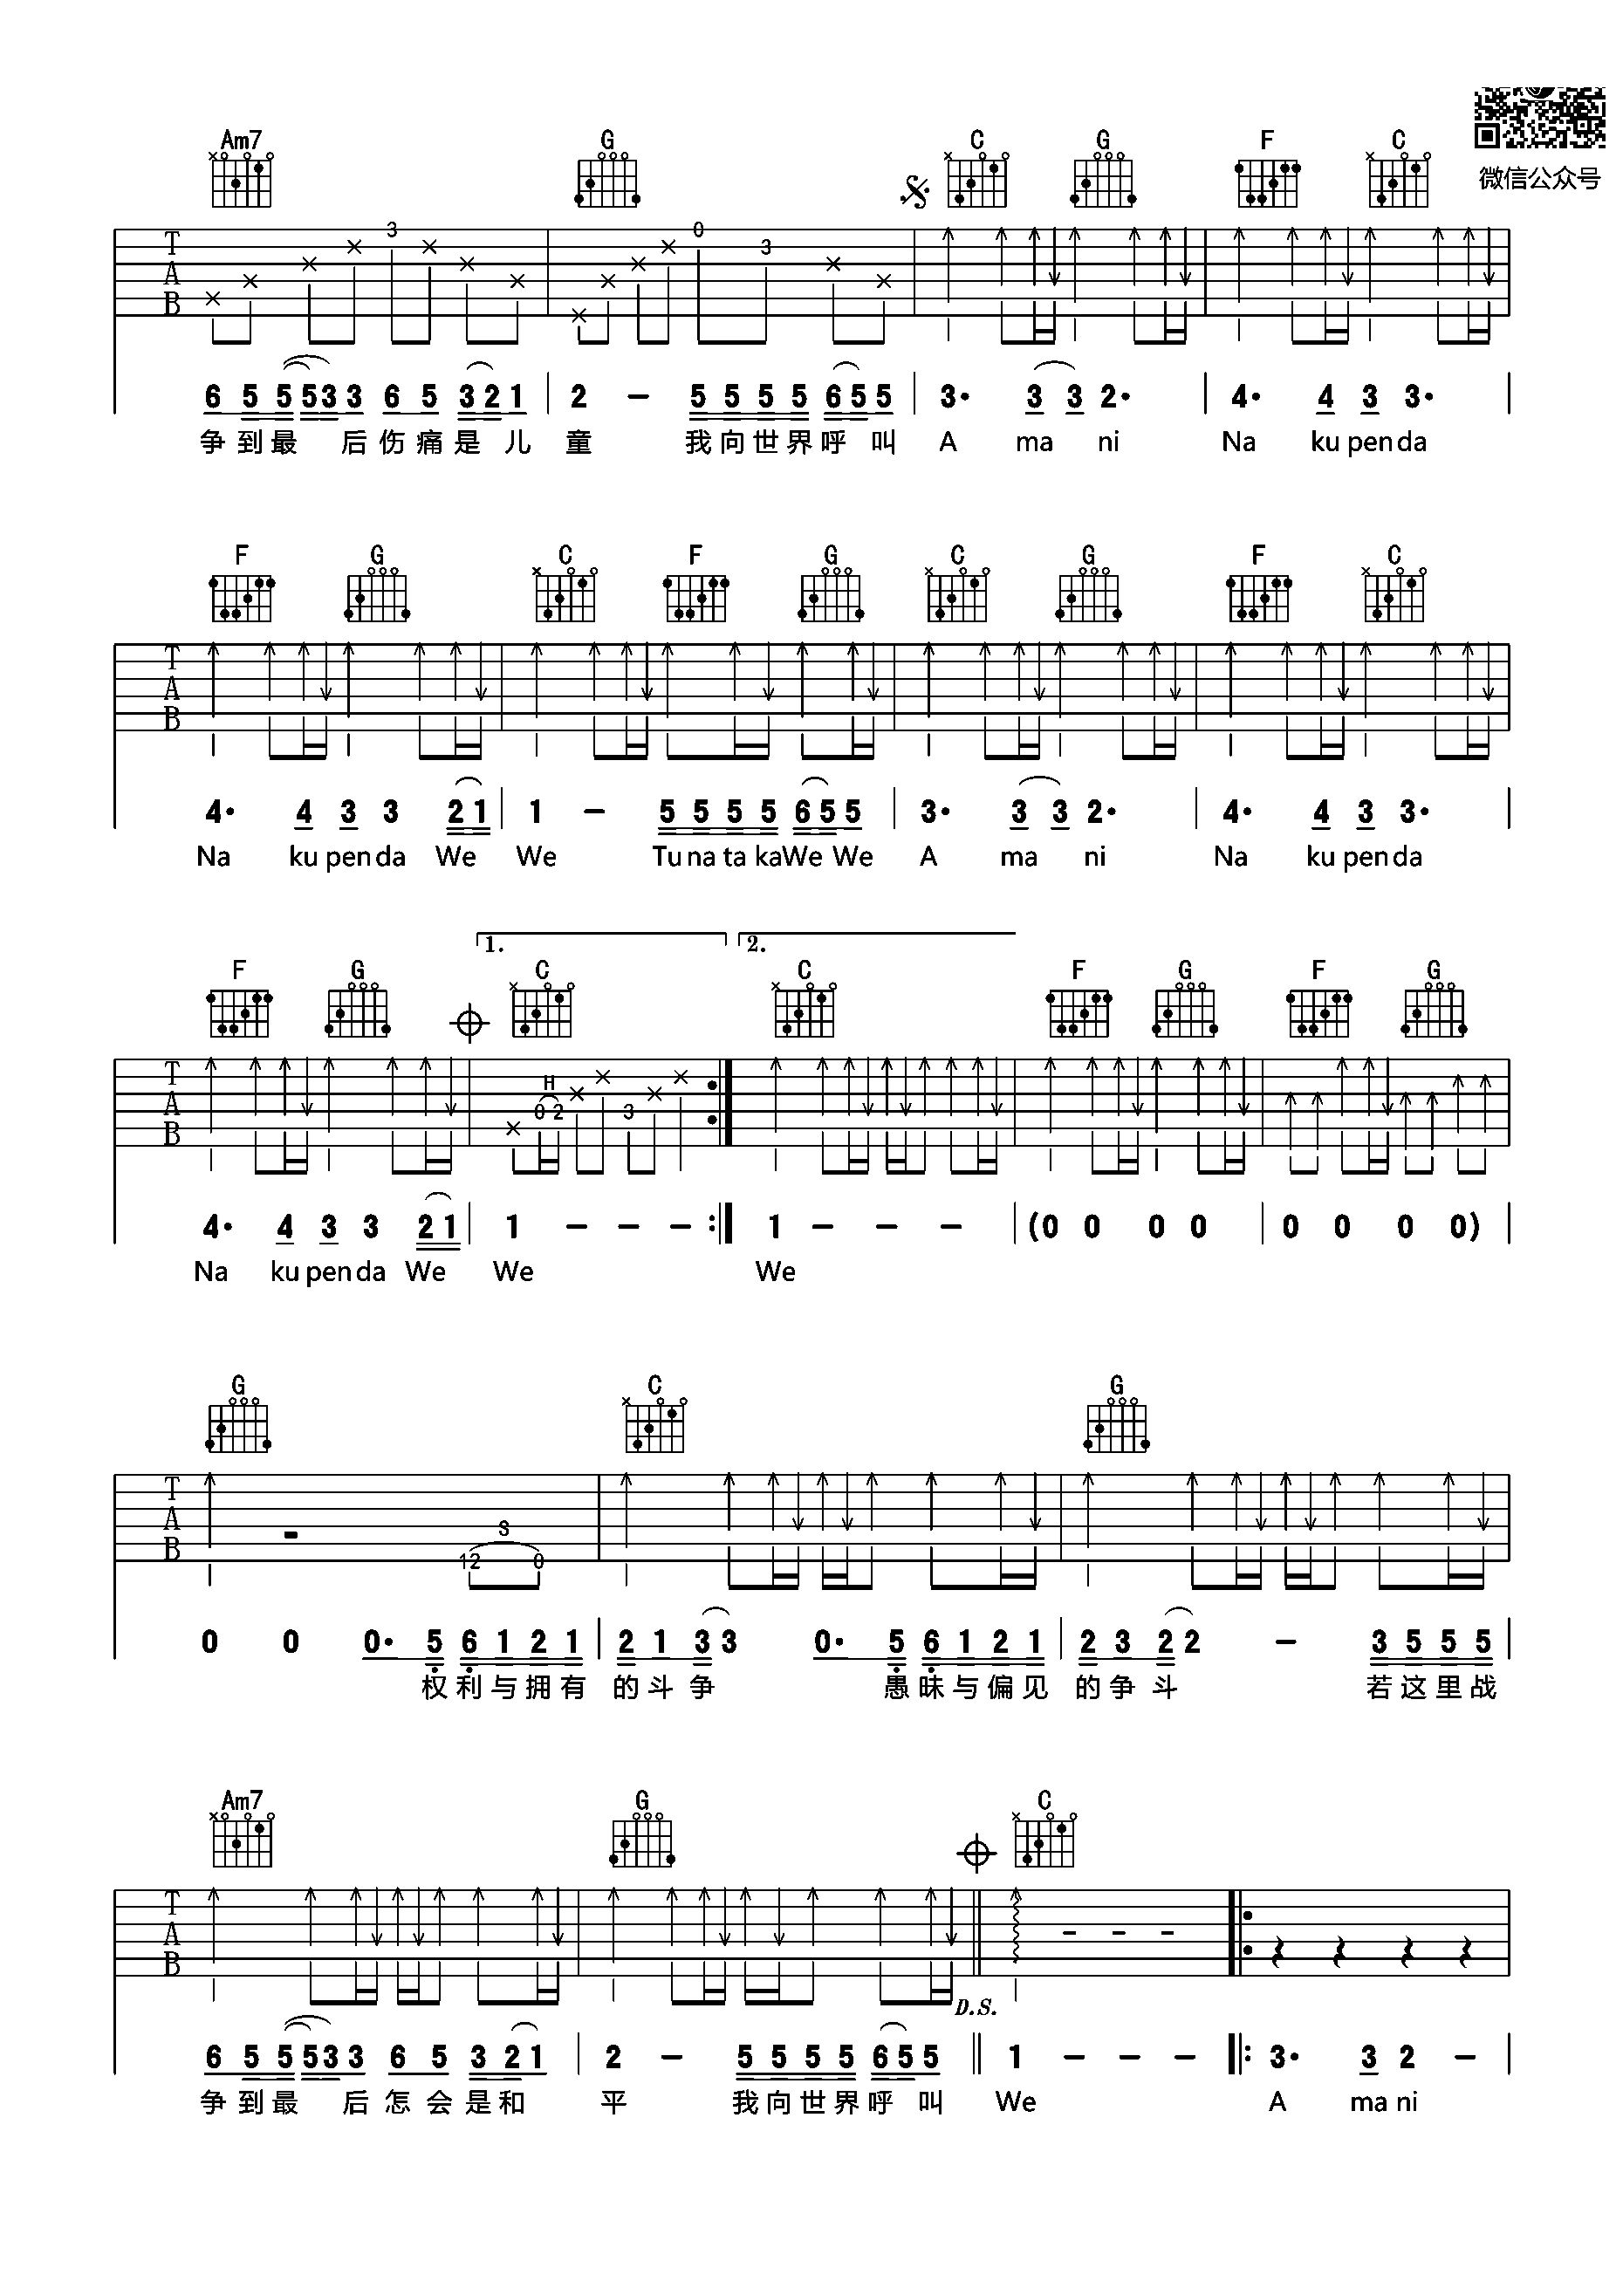 微信公众号
Am7 G C G F C
T A B × × × × 3 × × × × × × × 0 3 × ×
6 5 5 5 3 3 6 5 3 2 1 | 2 - 5 5 5 5 6 5 5 | 3· 3 3 2· | 4· 4 3 3· |
争到最 后伤痛是儿 童 我向世界呼 叫 A ma ni Na ku pen da
F G C F G C G F C
T A B
4· 4 3 3 2 1 | 1 - 5 5 5 5 6 5 5 | 3· 3 3 2· | 4· 4 3 3· |
Na ku pen da We We Tu na ta ka We We A ma ni Na ku pen da
1. 2.
F G C C F G F G
T A B × H 0 2 × × 3 × ×
4· 4 3 3 2 1 | 1 - - - :| 1 - - - | (0 0 0 0 | 0 0 0 0) |
Na ku pen da We We We
G C G
T A B S 12 0
0 0 0· 5 6 1 2 1 | 2 1 3 3 0· 5 6 1 2 1 | 2 3 2 2 - 3 5 5 5 |
权利与拥有 的斗争 愚昧与偏见 的争斗 若这里战
Am7 G C
T A B - - -
D.S.
6 5 5 5 3 3 6 5 3 2 1 | 2 - 5 5 5 5 6 5 5 || 1 - - - |: 3· 3 2 - |
争到最 后怎会是和 平 我向世界呼 叫 We A ma ni